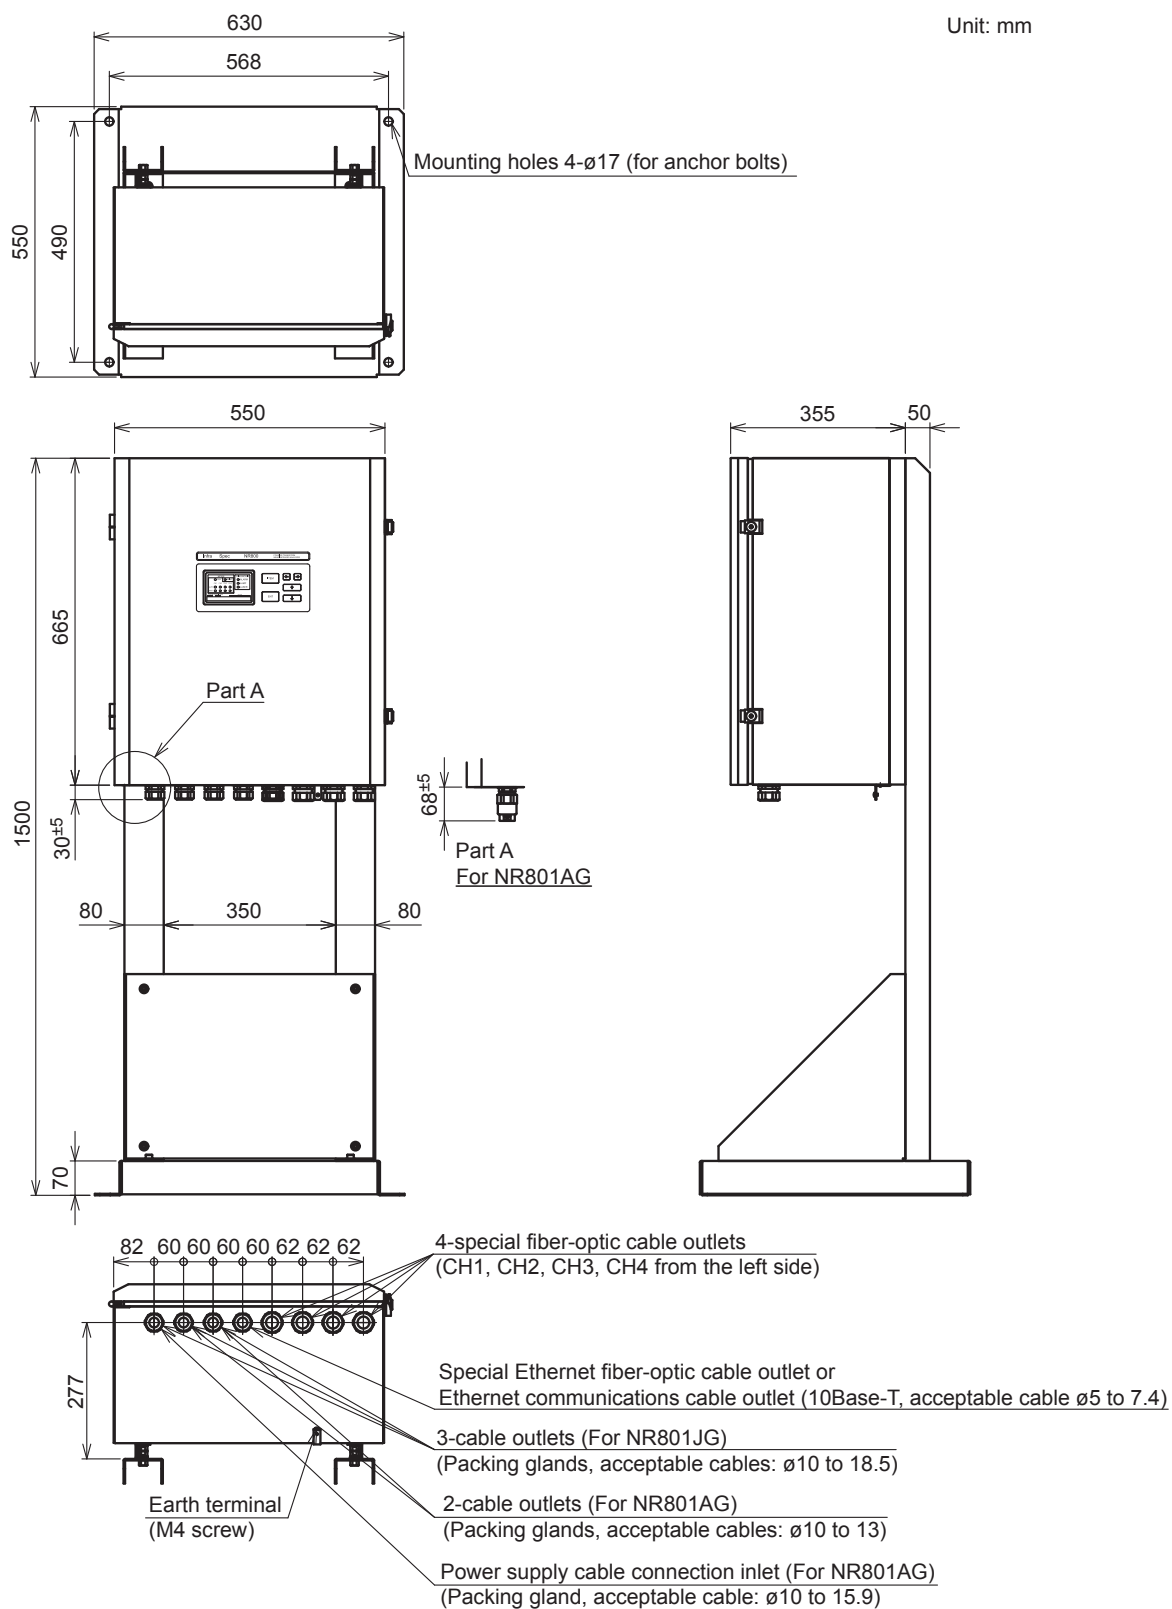 630
Unit: mm
568
Mounting holes 4-ø17 (for anchor bolts)
550
490
550
355
50
Infra Spec NR800
665
Part A
1500
30±5
68±5
Part A
For NR801AG
80
350
80
70
82 60 60 60 60 62 62 62
4-special fiber-optic cable outlets
(CH1, CH2, CH3, CH4 from the left side)
277
Special Ethernet fiber-optic cable outlet or
Ethernet communications cable outlet (10Base-T, acceptable cable ø5 to 7.4)
3-cable outlets (For NR801JG)
(Packing glands, acceptable cables: ø10 to 18.5)
Earth terminal
(M4 screw)
2-cable outlets (For NR801AG)
(Packing glands, acceptable cables: ø10 to 13)
Power supply cable connection inlet (For NR801AG)
(Packing gland, acceptable cable: ø10 to 15.9)